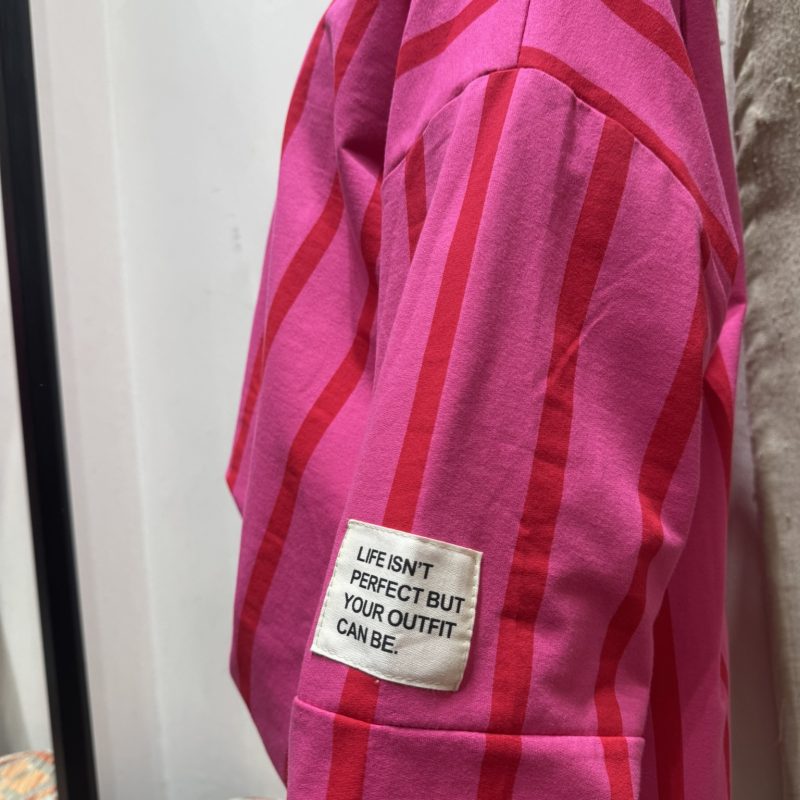 LIFE ISN'T
PERFECT BUT
YOUR OUTFIT
CAN BE.